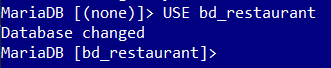 MariaDB [(none)]> USE bd_restaurant
Database changed
MariaDB [bd_restaurant]>